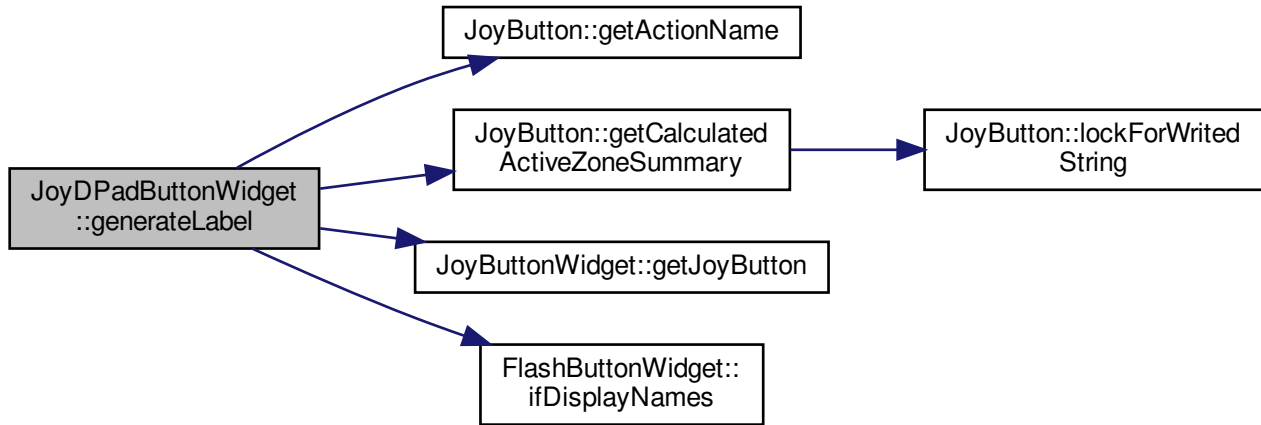 JoyDPadButtonWidget
::generateLabel
JoyButton::getActionName
JoyButton::getCalculated
ActiveZoneSummary
JoyButton::lockForWrited
String
JoyButtonWidget::getJoyButton
FlashButtonWidget::
ifDisplayNames